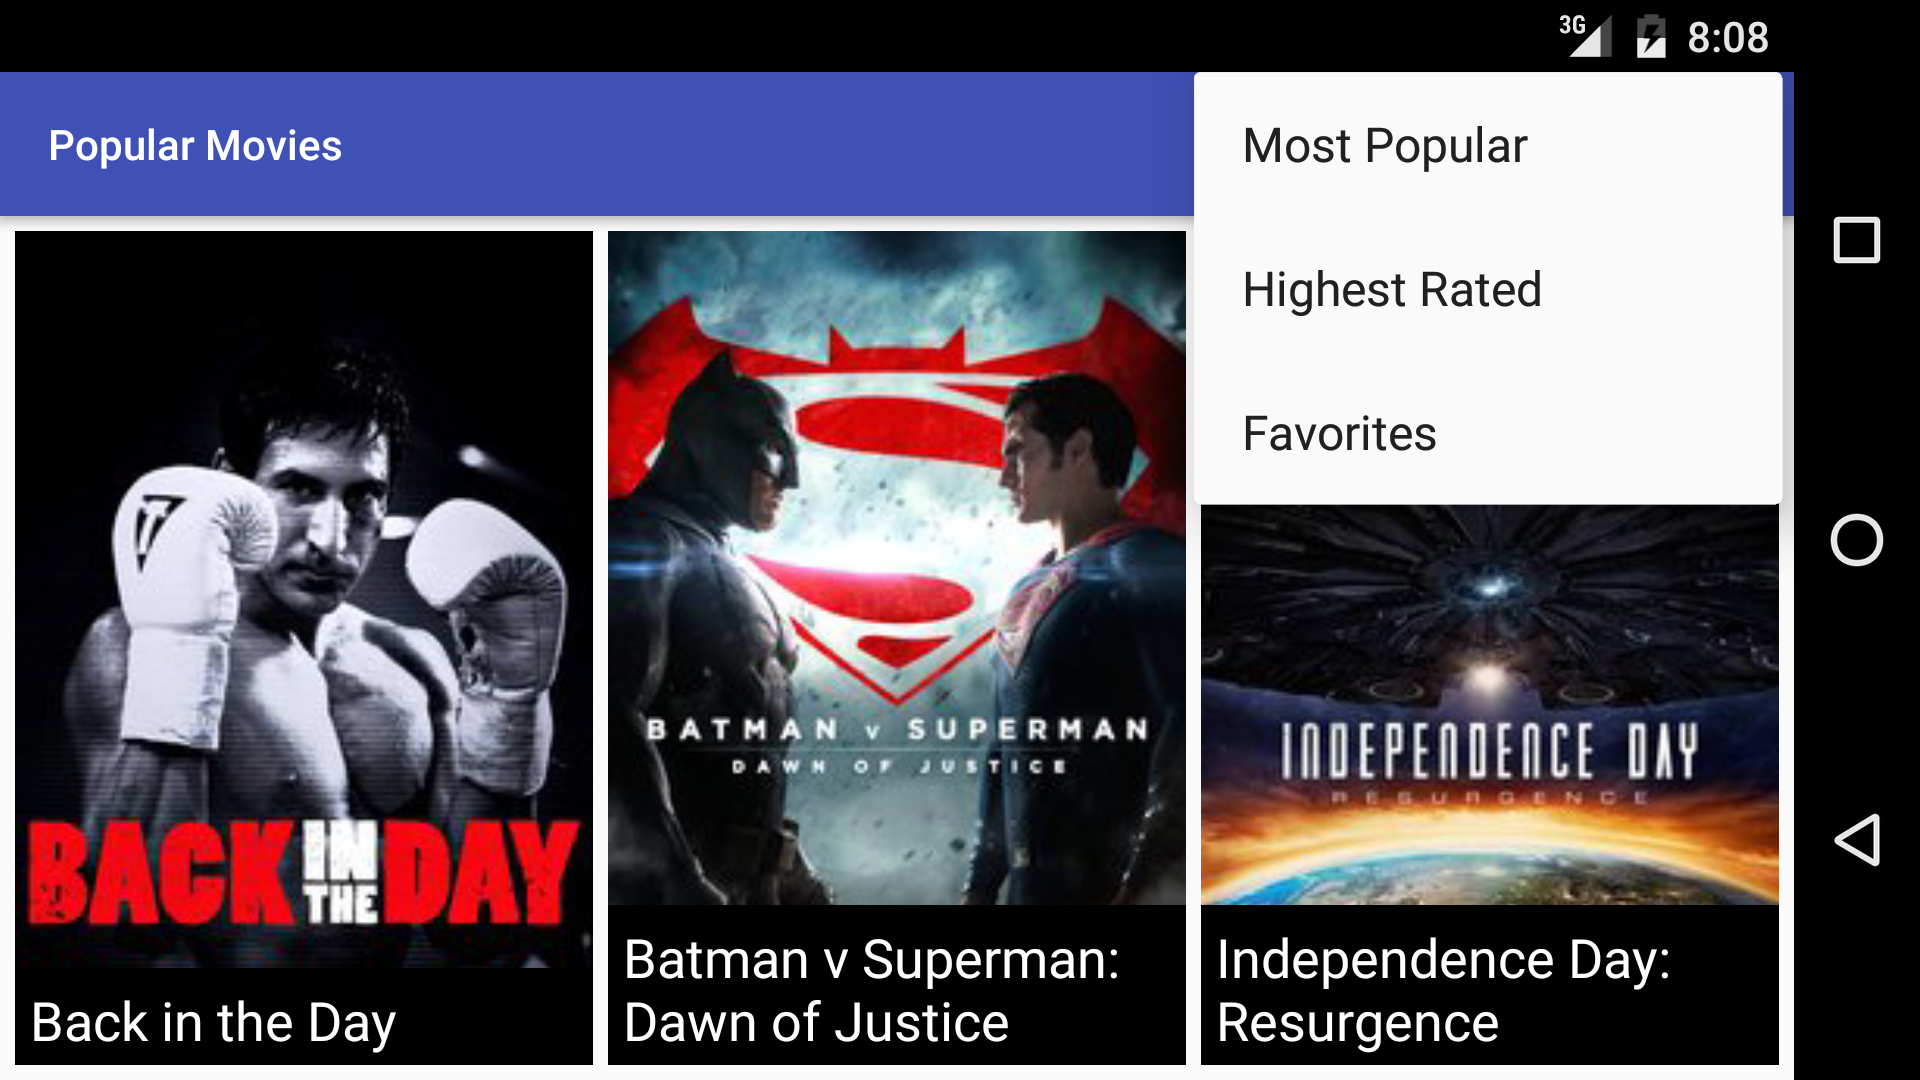 3G 8:08
Popular Movies
Most Popular
Highest Rated
Favorites
BACK IN THE DAY
BATMAN v SUPERMAN
DAWN OF JUSTICE
INDEPENDENCE DAY
RESURGENCE
Back in the Day
Batman v Superman:
Dawn of Justice
Independence Day:
Resurgence